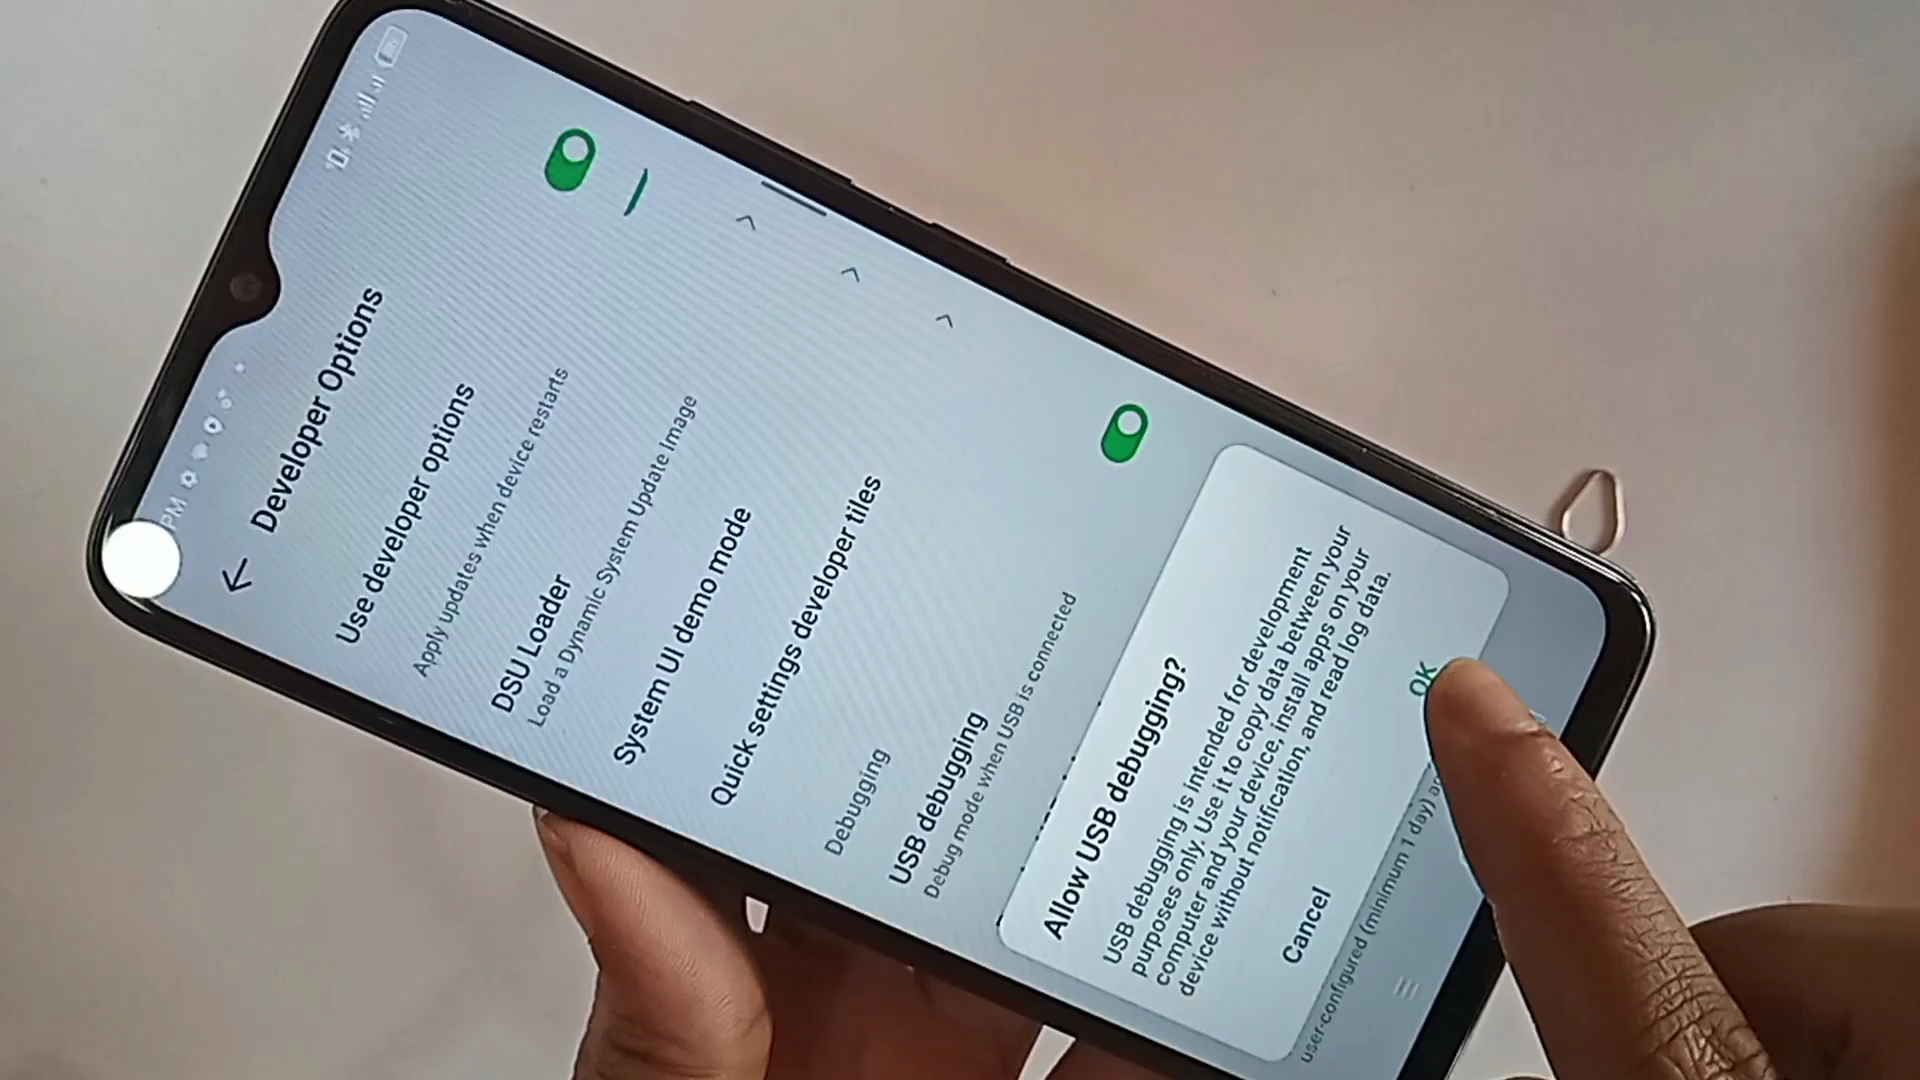 PM
Developer Options
Use developer options
Apply updates when device restarts
DSU Loader
Load a Dynamic System Update Image
System UI demo mode
Quick settings developer tiles
Debugging
USB debugging
Debug mode when USB is connected
Allow USB debugging?
USB debugging is intended for development
purposes only. Use it to copy data between your
computer and your device, install apps on your
device without notification, and read log data.
Cancel
OK
user-configured (minimum 1 day)